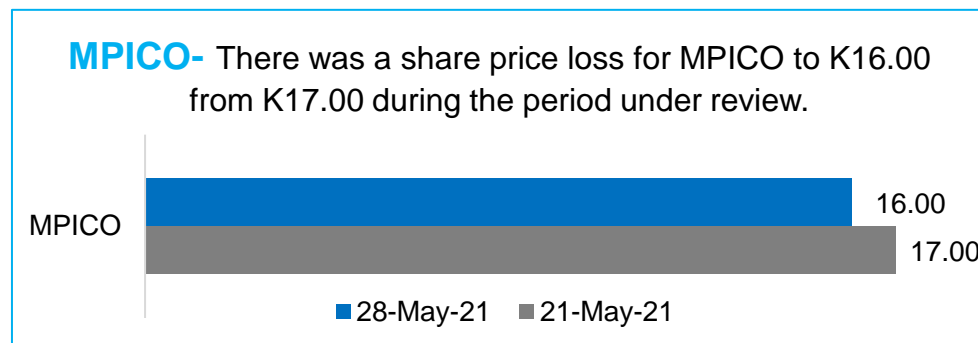 MPICO- There was a share price loss for MPICO to K16.00
from K17.00 during the period under review.
16.00
MPICO
17.00
28-May-21 21-May-21